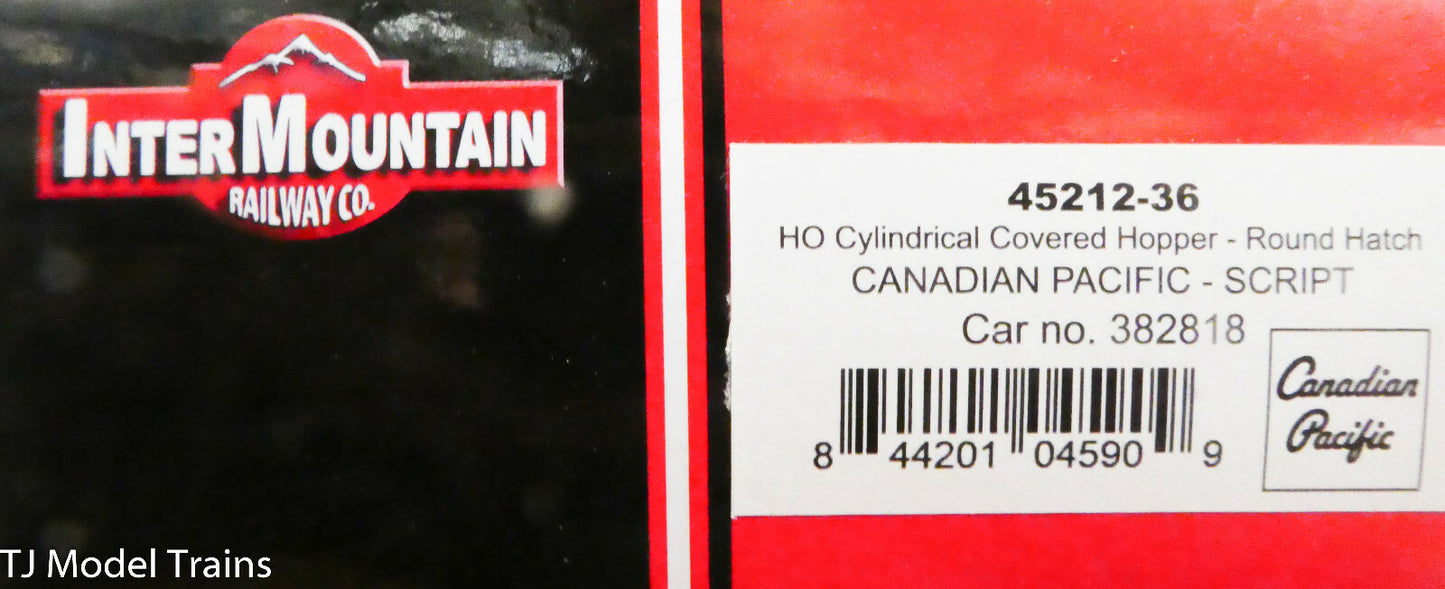 INTERMOUNTAIN
RAILWAY CO.
45212-36
HO Cylindrical Covered Hopper - Round Hatch
CANADIAN PACIFIC - SCRIPT
Car no. 382818
Canadian
Pacific
8 44201 04590 9
TJ Model Trains